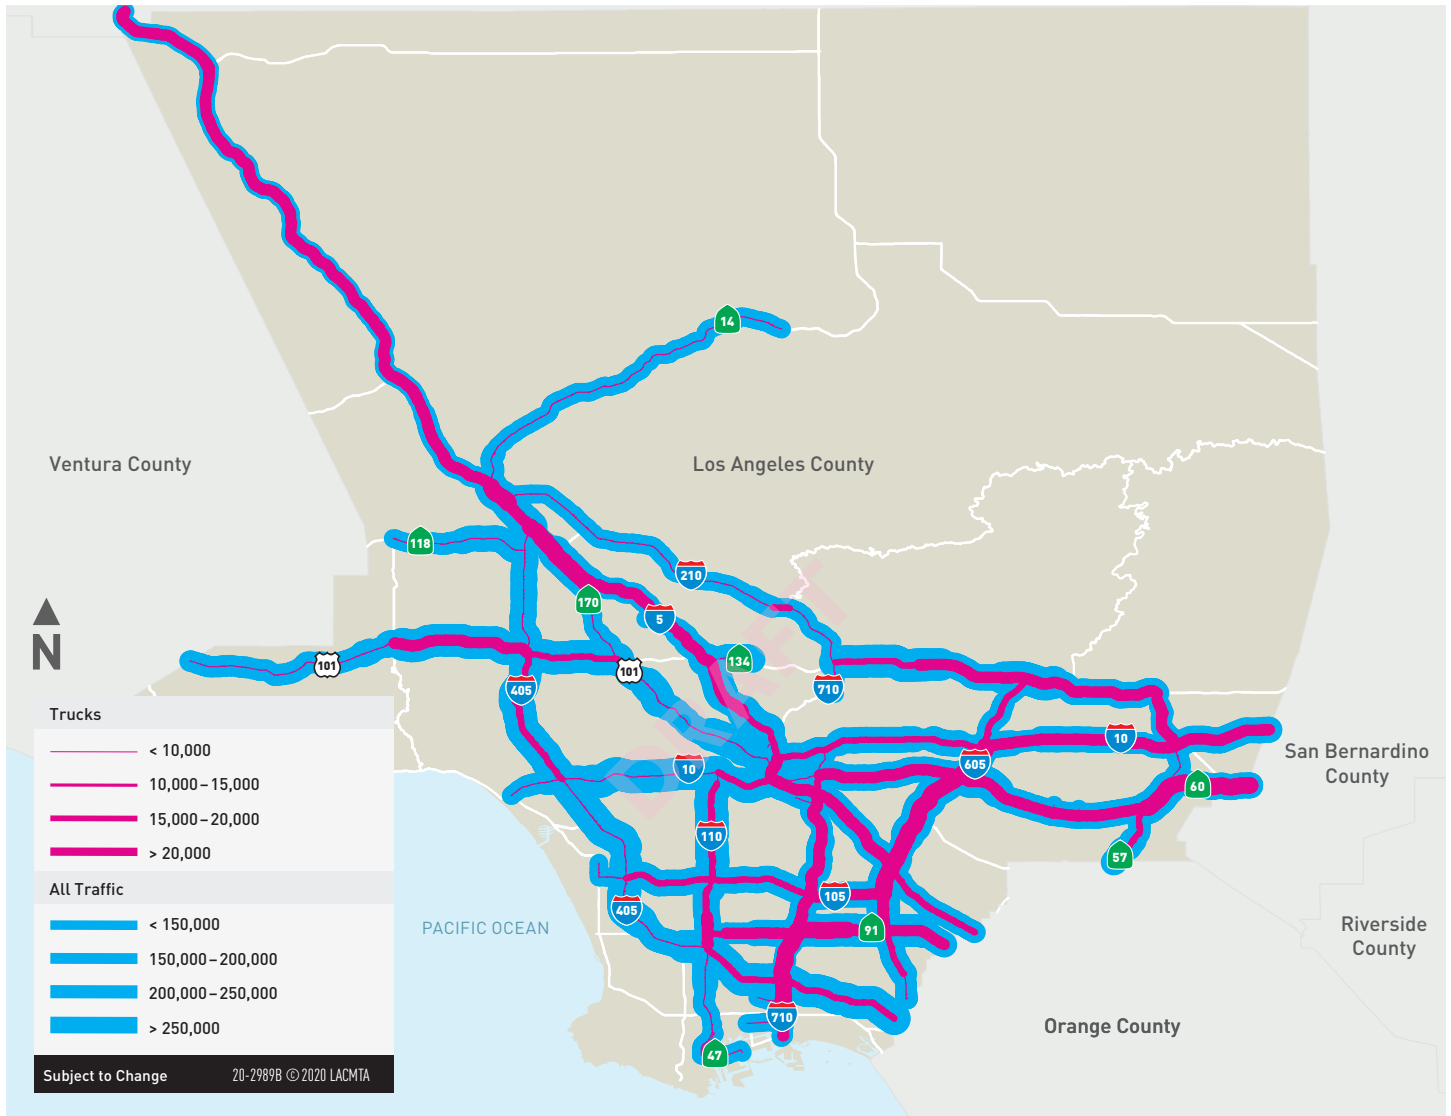 14
Ventura County
Los Angeles County
118
210
170
5
101
101
134
405
710
10
San Bernardino
County
10
605
60
110
57
105
405
91
PACIFIC OCEAN
Riverside
County
710
Orange County
47
N
Trucks
< 10,000
10,000–15,000
15,000–20,000
> 20,000
All Traffic
< 150,000
150,000–200,000
200,000–250,000
> 250,000
Subject to Change
20-2989B © 2020 LACMTA
DRAFT